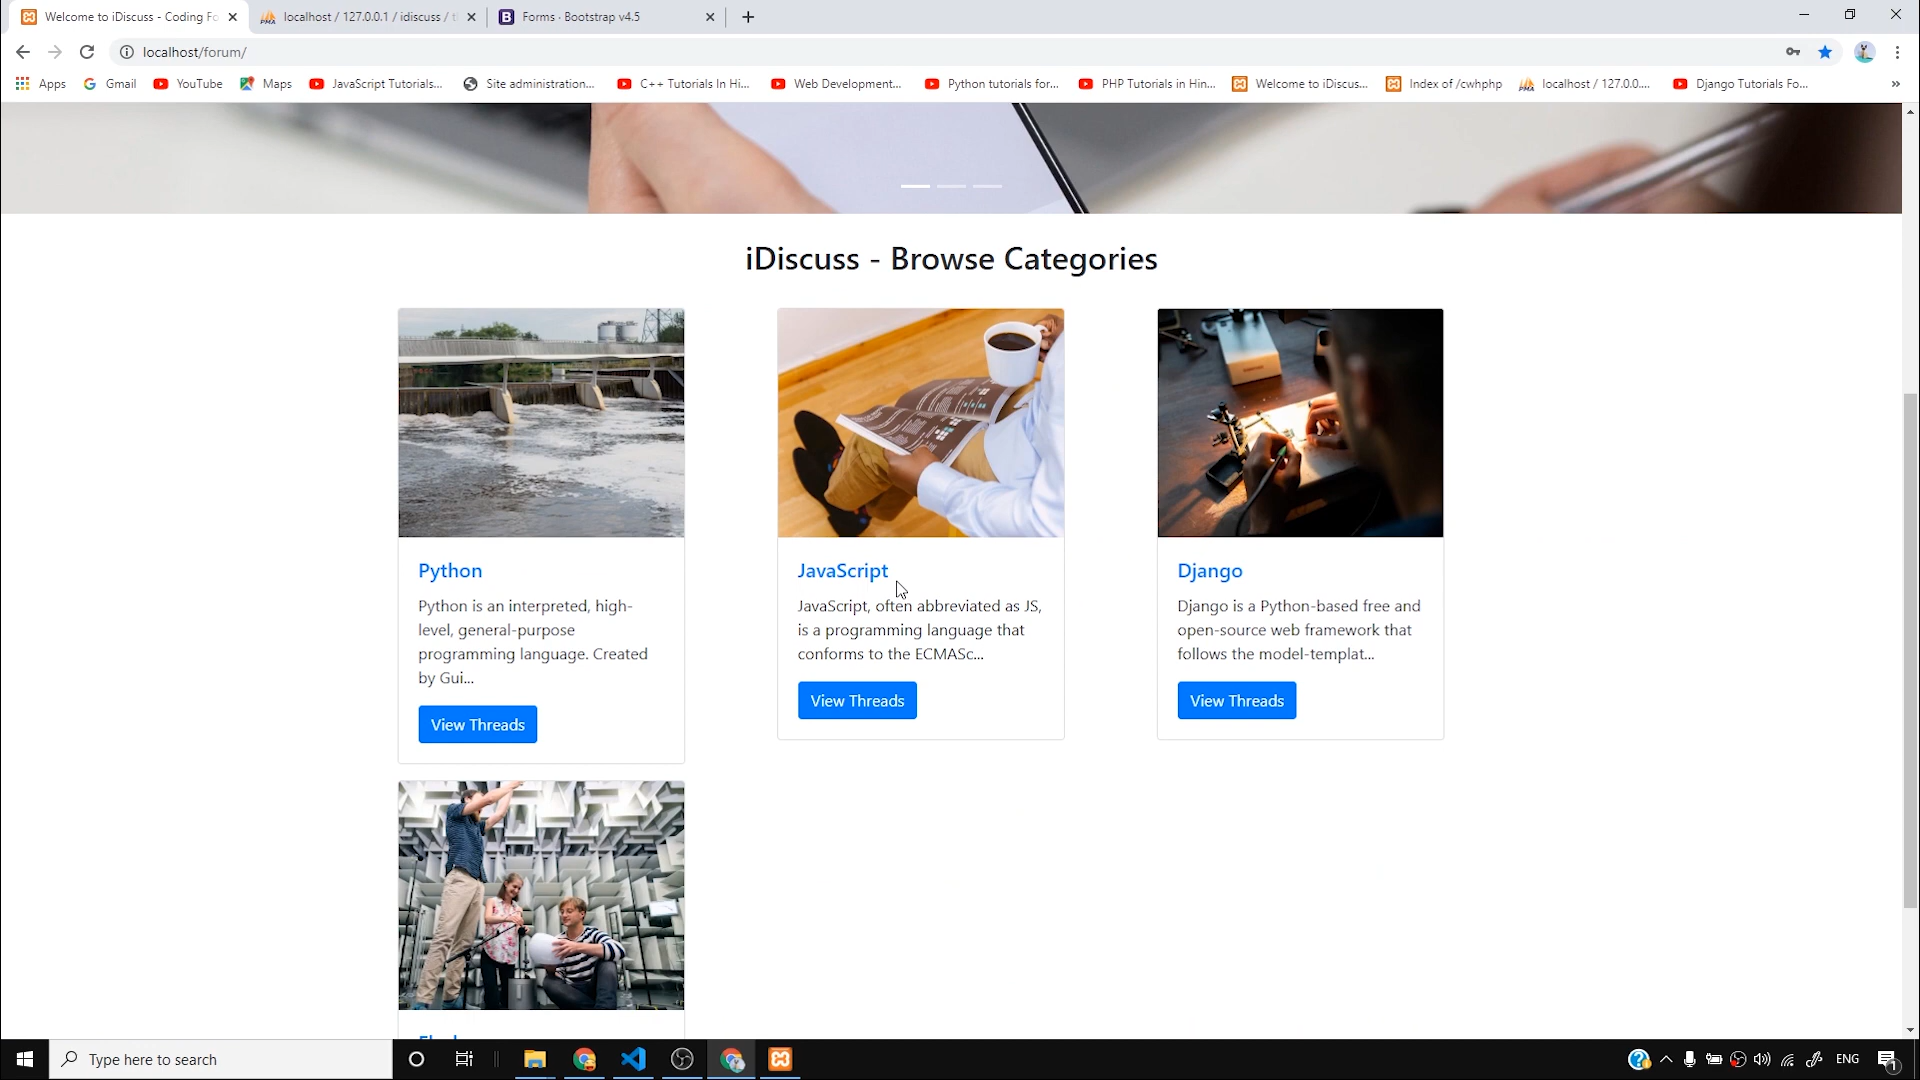 Welcome to iDiscuss - Coding Fo
localhost / 127.0.0.1 / idiscuss / t
Forms · Bootstrap v4.5
localhost/forum/
Apps
Gmail
YouTube
Maps
JavaScript Tutorials...
Site administration...
C++ Tutorials In Hi...
Web Development...
Python tutorials for...
PHP Tutorials in Hin...
Welcome to iDiscus...
Index of /cwhphp
localhost / 127.0.0....
Django Tutorials Fo...
iDiscuss - Browse Categories
Python
Python is an interpreted, high-
level, general-purpose
programming language. Created
by Gui...
View Threads
JavaScript
JavaScript, often abbreviated as JS,
is a programming language that
conforms to the ECMASc...
View Threads
Django
Django is a Python-based free and
open-source web framework that
follows the model-templat...
View Threads
Type here to search
ENG
1